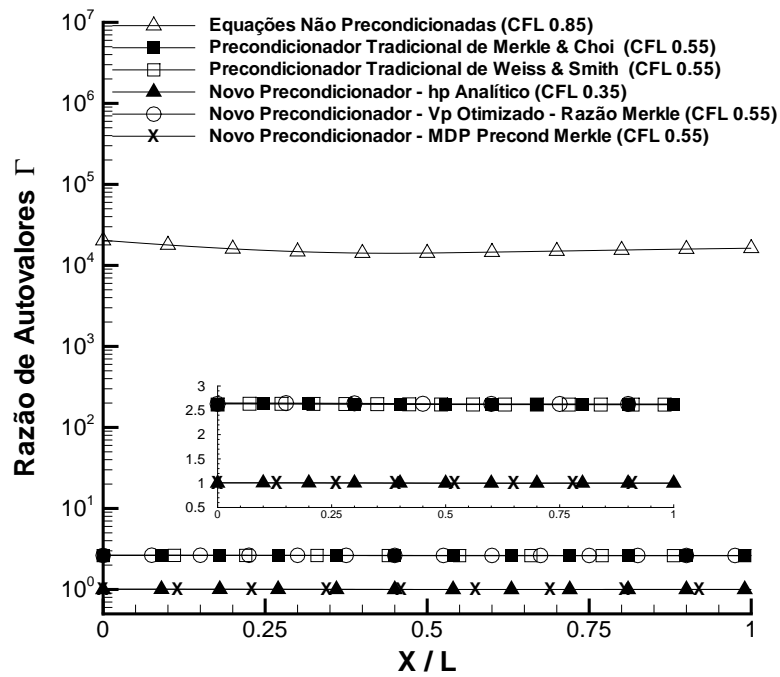 Equações Não Precondicionadas (CFL 0.85)
Precondicionador Tradicional de Merkle & Choi (CFL 0.55)
Precondicionador Tradicional de Weiss & Smith (CFL 0.55)
Novo Precondicionador - hp Analítico (CFL 0.35)
Novo Precondicionador - Vp Otimizado - Razão Merkle (CFL 0.55)
Novo Precondicionador - MDP Precond Merkle (CFL 0.55)
Razão de Autovalores Γ
10⁷
10⁶
10⁵
10⁴
10³
10²
10¹
10⁰
3
2.5
2
1.5
1
0.5
0 0.25 0.5 0.75 1
0 0.25 0.5 0.75 1
X / L